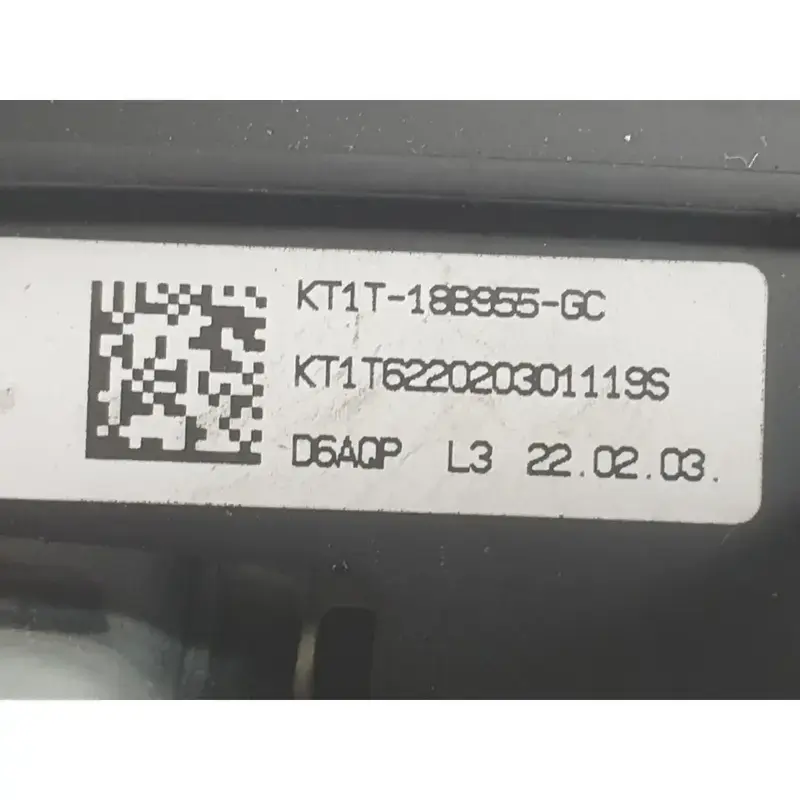 KT1T-18B955-GC
KT1T622020301119S
D6AQP L3 22.02.03.